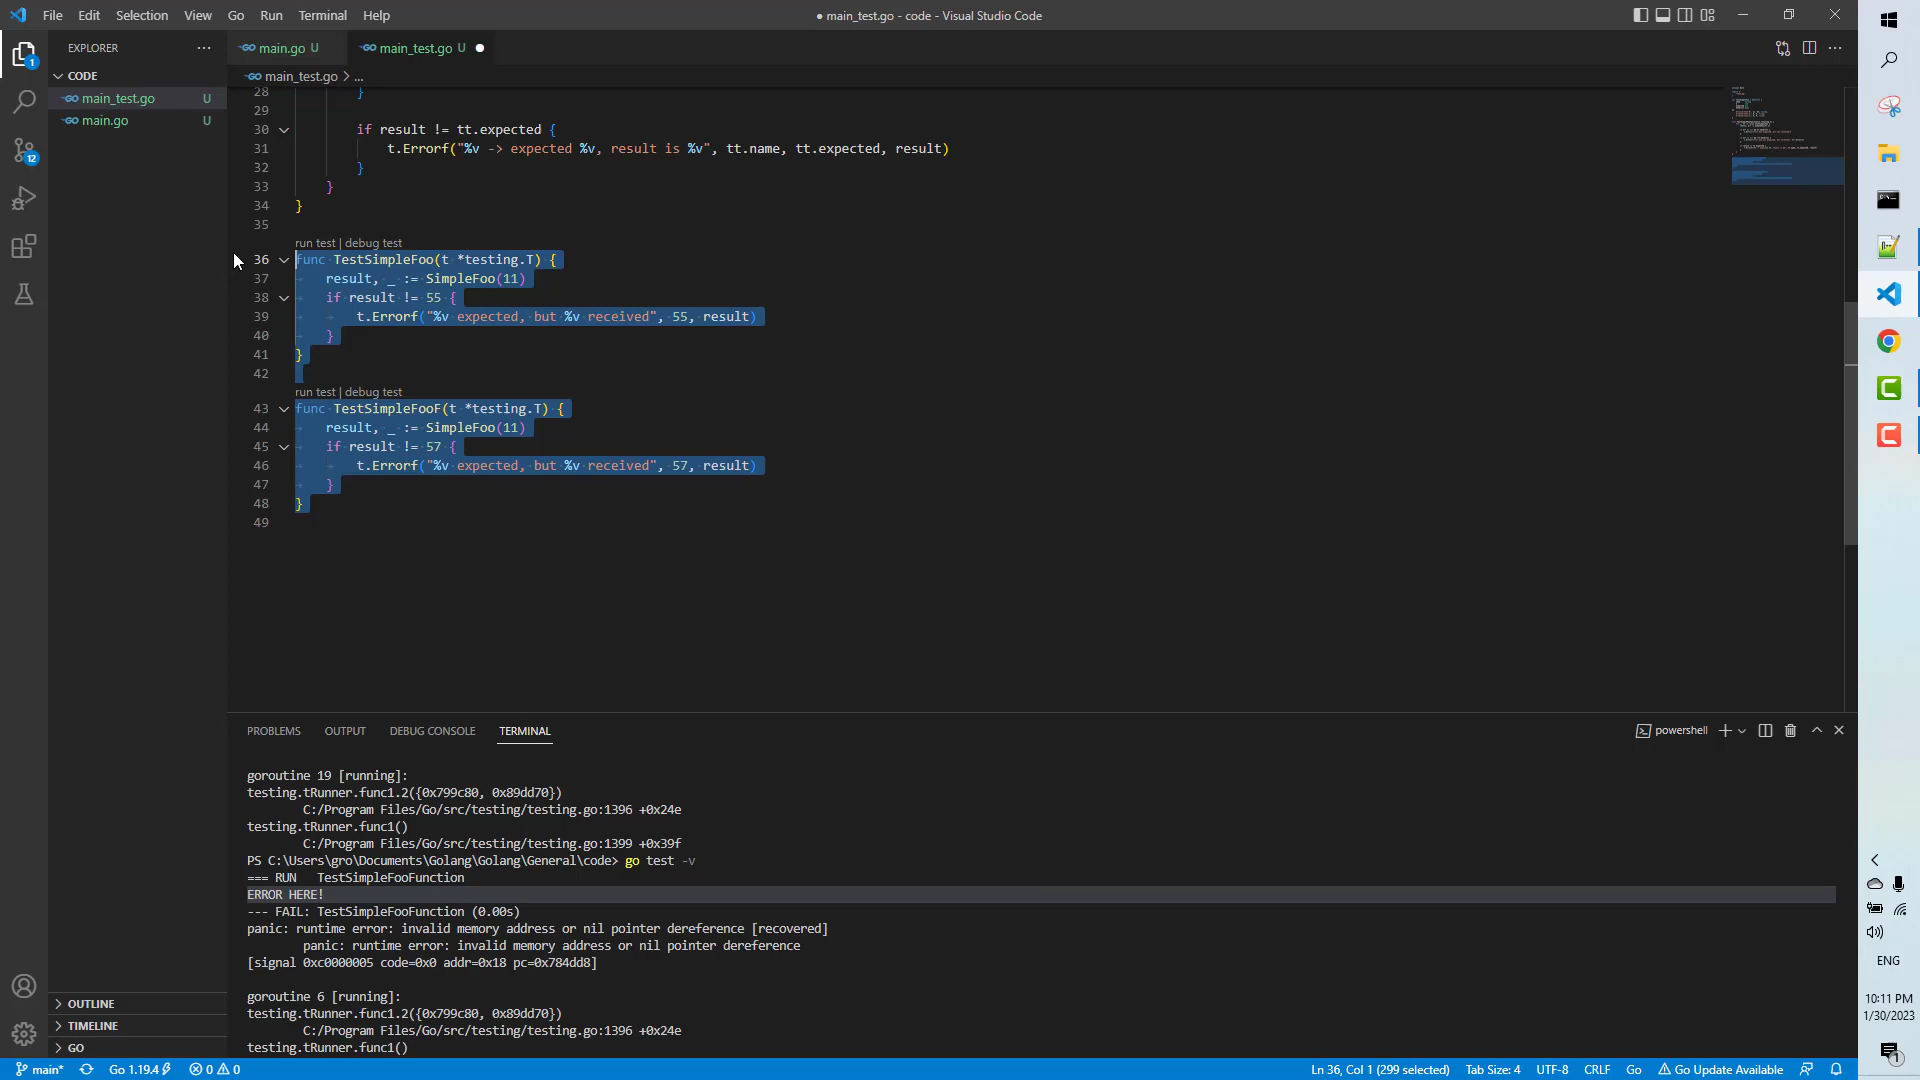 File Edit Selection View Go Run Terminal Help
● main_test.go - code - Visual Studio Code
EXPLORER
main.go U
main_test.go U
CODE
main_test.go U
main.go U
main_test.go > ...
28 }
29
30 if result != tt.expected {
31 t.Errorf("%v -> expected %v, result is %v", tt.name, tt.expected, result)
32 }
33 }
34 }
35
run test | debug test
36 func TestSimpleFoo(t *testing.T) {
37 result, _ := SimpleFoo(11)
38 if result != 55 {
39 t.Errorf("%v expected, but %v received", 55, result)
40 }
41 }
42
run test | debug test
43 func TestSimpleFooF(t *testing.T) {
44 result, _ := SimpleFoo(11)
45 if result != 57 {
46 t.Errorf("%v expected, but %v received", 57, result)
47 }
48 }
49
1
12
PROBLEMS OUTPUT DEBUG CONSOLE TERMINAL
powershell
goroutine 19 [running]:
testing.tRunner.func1.2({0x799c80, 0x89dd70})
C:/Program Files/Go/src/testing/testing.go:1396 +0x24e
testing.tRunner.func1()
C:/Program Files/Go/src/testing/testing.go:1399 +0x39f
PS C:\Users\gro\Documents\Golang\Golang\General\code> go test -v
=== RUN TestSimpleFooFunction
ERROR HERE!
--- FAIL: TestSimpleFooFunction (0.00s)
panic: runtime error: invalid memory address or nil pointer dereference [recovered]
panic: runtime error: invalid memory address or nil pointer dereference
[signal 0xc0000005 code=0x0 addr=0x18 pc=0x784dd8]
goroutine 6 [running]:
testing.tRunner.func1.2({0x799c80, 0x89dd70})
C:/Program Files/Go/src/testing/testing.go:1396 +0x24e
testing.tRunner.func1()
OUTLINE
TIMELINE
GO
main* Go 1.19.4 0 0
Ln 36, Col 1 (299 selected) Tab Size: 4 UTF-8 CRLF Go Go Update Available
ENG
10:11 PM
1/30/2023
1